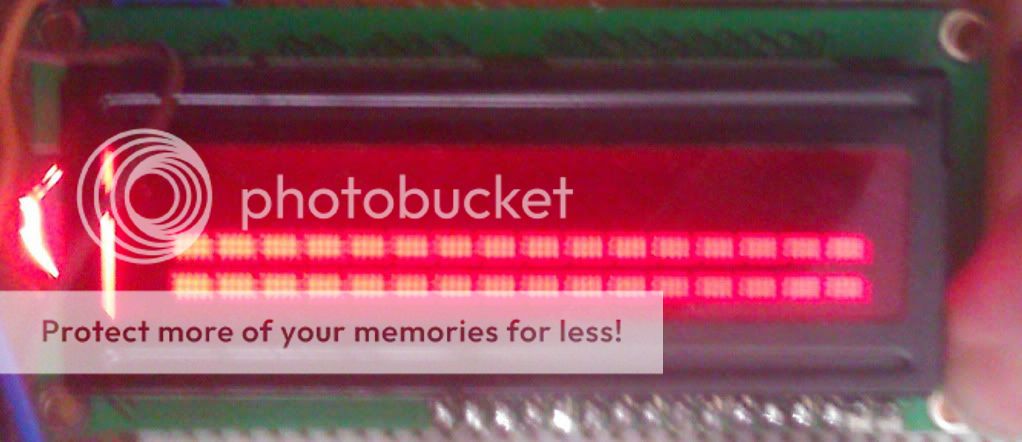 photobucket
Protect more of your memories for less!